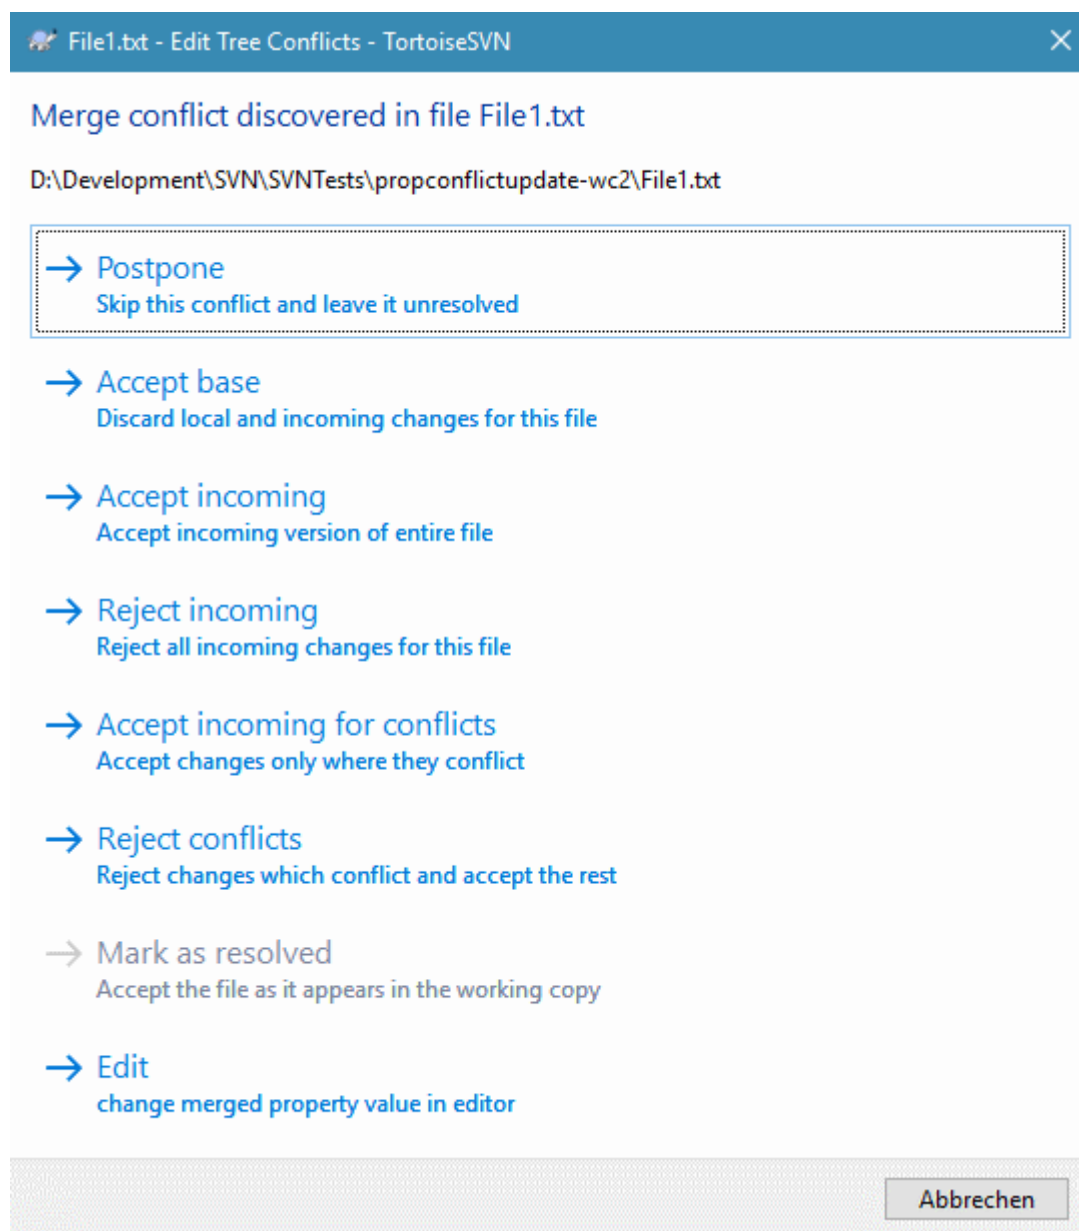 File1.txt - Edit Tree Conflicts - TortoiseSVN
Merge conflict discovered in file File1.txt
D:\Development\SVN\SVNTests\propconflictupdate-wc2\File1.txt
Postpone
Skip this conflict and leave it unresolved
Accept base
Discard local and incoming changes for this file
Accept incoming
Accept incoming version of entire file
Reject incoming
Reject all incoming changes for this file
Accept incoming for conflicts
Accept changes only where they conflict
Reject conflicts
Reject changes which conflict and accept the rest
Mark as resolved
Accept the file as it appears in the working copy
Edit
change merged property value in editor
Abbrechen